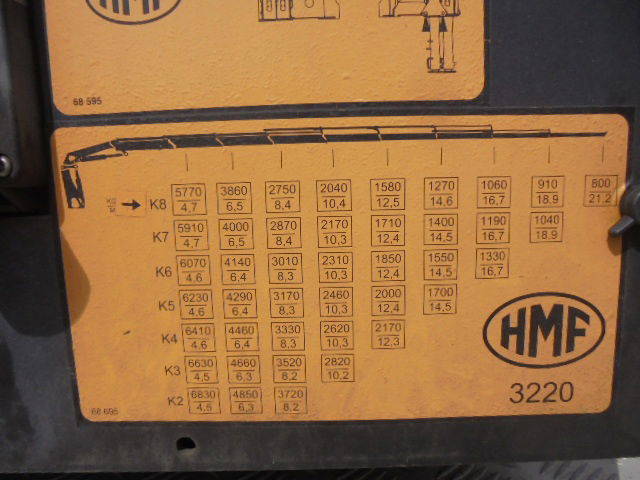 HMF
68 595
K8 5770 3860 2750 2040 1580 1270 1060 910 800
4,7 6,5 8,4 10,4 12,5 14,6 16,7 18.9 21.2
K7 5910 4000 2870 2170 1710 1400 1190 1040
4,7 6,5 8,4 10,3 12,4 14.5 16,7 18.9
K6 6070 4140 3010 2310 1850 1550 1330
4.6 6,4 8,3 10,3 12,4 14,5 16,7
K5 6230 4290 3170 2460 2000 1700
4.6 6,4 8,3 10,3 12,4 14,5
K4 6410 4460 3330 2620 2170
4.6 6,4 8,3 10,3 12,3
K3 6630 4660 3520 2820
4,5 6,3 8,2 10,2
K2 6830 4850 3720
4,5 6,3 8,2
HMF
3220
68 695